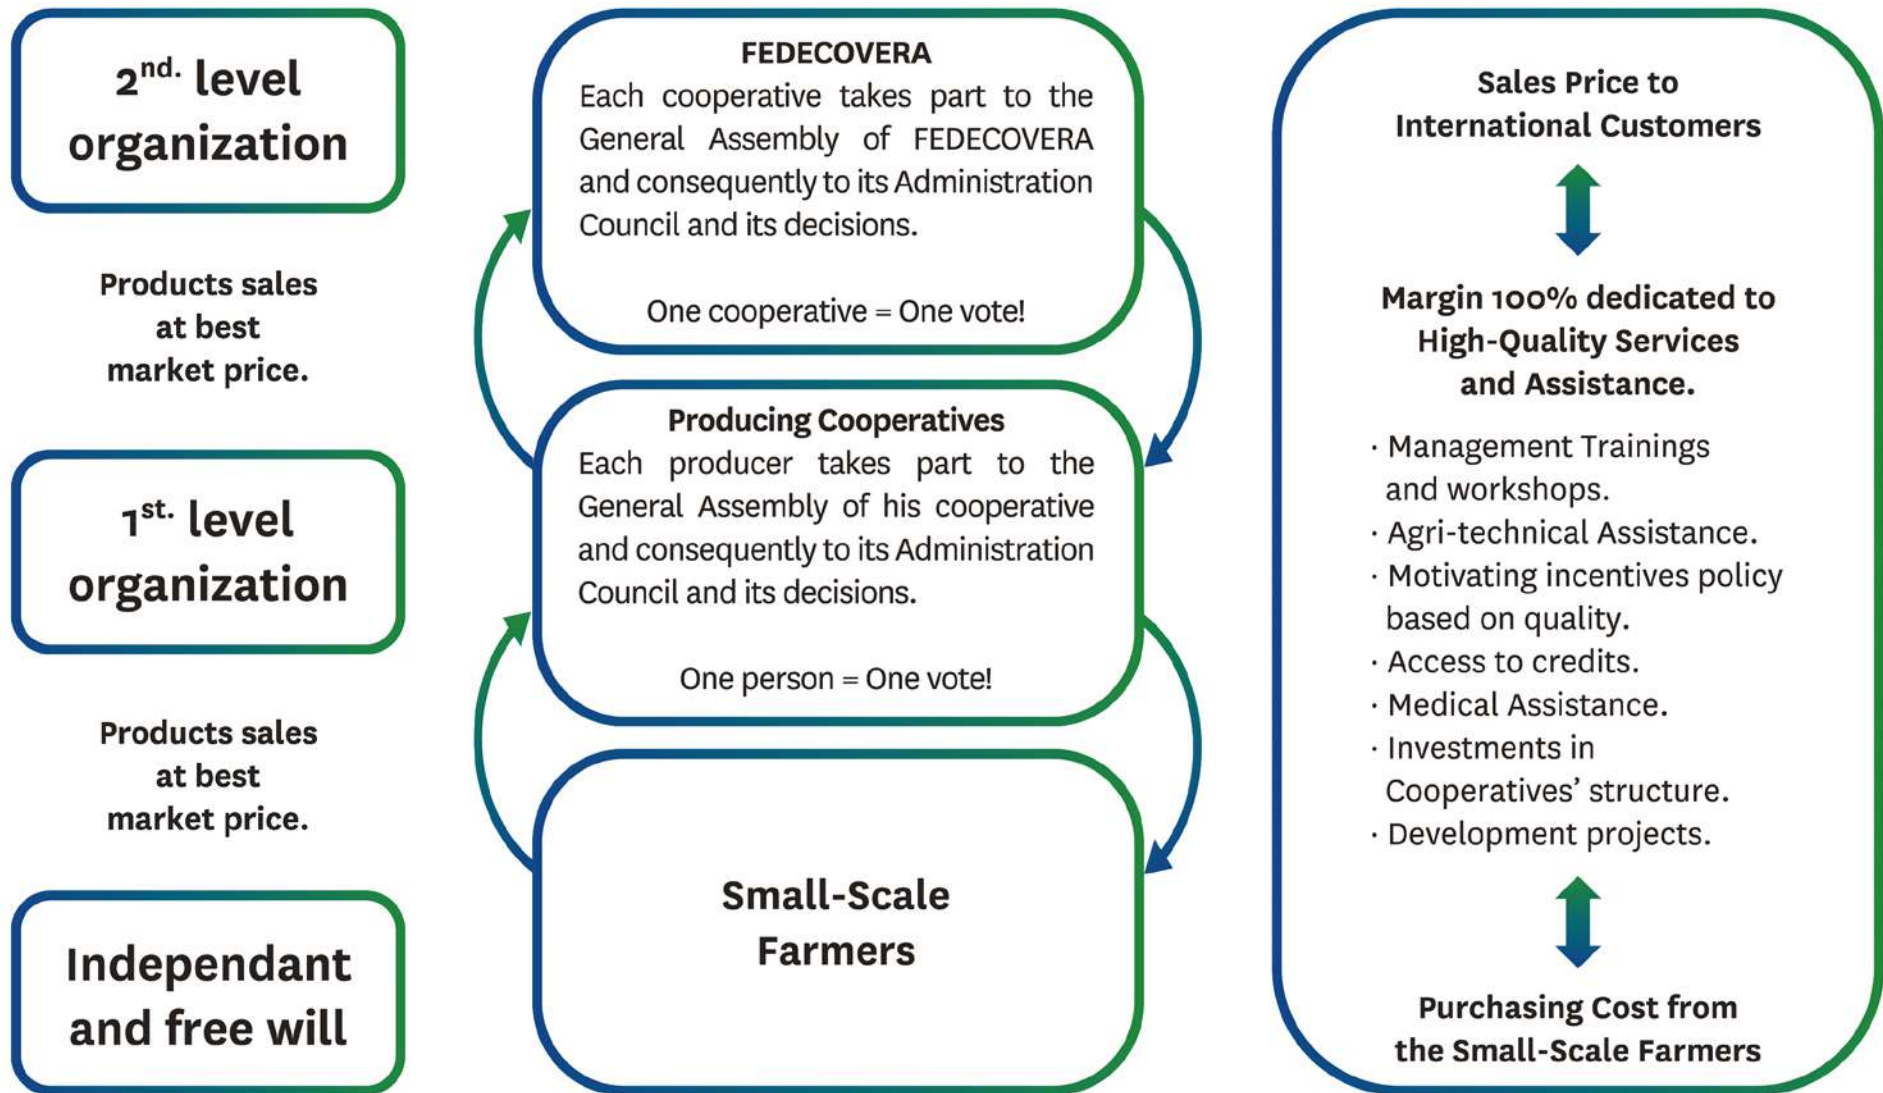 2nd. level
organization
Products sales
at best
market price.
1st. level
organization
Products sales
at best
market price.
Independant
and free will
FEDECOVERA
Each cooperative takes part to the
General Assembly of FEDECOVERA
and consequently to its Administration
Council and its decisions.
One cooperative = One vote!
Producing Cooperatives
Each producer takes part to the
General Assembly of his cooperative
and consequently to its Administration
Council and its decisions.
One person = One vote!
Small-Scale
Farmers
Sales Price to
International Customers
Margin 100% dedicated to
High-Quality Services
and Assistance.
· Management Trainings
and workshops.
· Agri-technical Assistance.
· Motivating incentives policy
based on quality.
· Access to credits.
· Medical Assistance.
· Investments in
Cooperatives’ structure.
· Development projects.
Purchasing Cost from
the Small-Scale Farmers